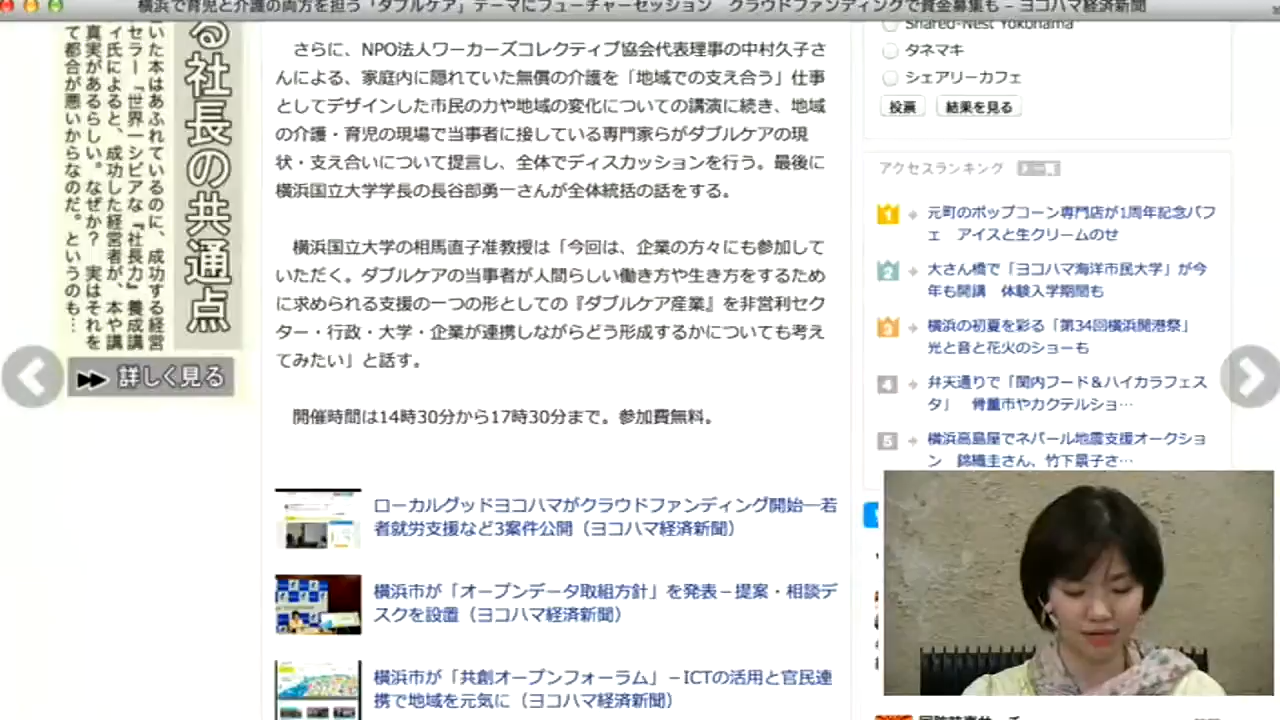 横浜で育児と介護の両方を担う「ダブルケア」テーマにフューチャーセッション　クラウドファンディングで資金募集も – ヨコハマ経済新聞
る社長の共通点
いた本はあふれているのに、成功する経営
セラー『世界一シビアな『社長力』養成講
ィ氏によると、成功した経営者が、本や講
真実があるらしい。なぜか？　実はそれを
て都合が悪いからなのだ。というのも…
詳しく見る
さらに、NPO法人ワーカーズコレクティブ協会代表理事の中村久子さ
んによる、家庭内に隠れていた無償の介護を「地域での支え合う」仕事
としてデザインした市民の力や地域の変化についての講演に続き、地域
の介護・育児の現場で当事者に接している専門家らがダブルケアの現
状・支え合いについて提言し、全体でディスカッションを行う。最後に
横浜国立大学学長の長谷部勇一さんが全体統括の話をする。
横浜国立大学の相馬直子准教授は「今回は、企業の方々にも参加して
いただく。ダブルケアの当事者が人間らしい働き方や生き方をするため
に求められる支援の一つの形としての『ダブルケア産業』を非営利セク
ター・行政・大学・企業が連携しながらどう形成するかについても考え
てみたい」と話す。
開催時間は14時30分から17時30分まで。参加費無料。
ローカルグッドヨコハマがクラウドファンディング開始―若
者就労支援など3案件公開（ヨコハマ経済新聞）
横浜市が「オープンデータ取組方針」を発表－提案・相談デ
スクを設置（ヨコハマ経済新聞）
横浜市が「共創オープンフォーラム」－ICTの活用と官民連
携で地域を元気に（ヨコハマ経済新聞）
Shared-Nest Yokohama
タネマキ
シェアリーカフェ
投票　結果を見る
アクセスランキング
1 元町のポップコーン専門店が1周年記念パフ
ェ　アイスと生クリームのせ
2 大さん橋で「ヨコハマ海洋市民大学」が今
年も開講　体験入学期間も
3 横浜の初夏を彩る「第34回横浜開港祭」
光と音と花火のショーも
4 弁天通りで「関内フード＆ハイカラフェス
タ」　骨董市やカクテルショ…
5 横浜高島屋でネパール地震支援オークショ
ン　錦織圭さん、竹下景子さ…